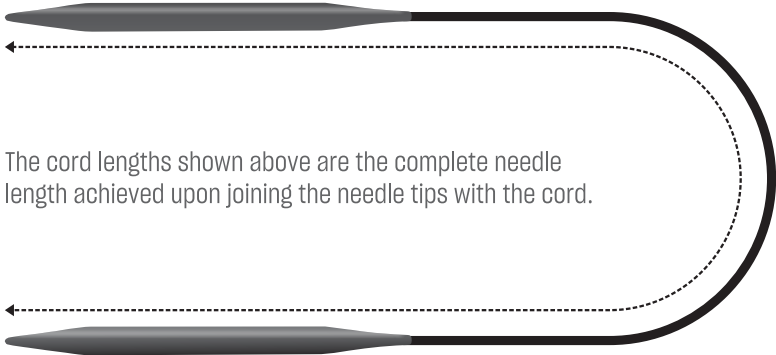 The cord lengths shown above are the complete needle
length achieved upon joining the needle tips with the cord.